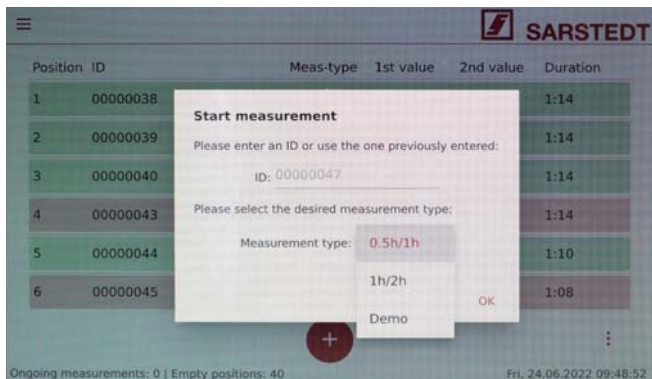 SARSTEDT
Position ID Meas-type 1st value 2nd value Duration
1 00000038 1:14
2 00000039 1:14
3 00000040 1:14
4 00000043 1:14
5 00000044 1:10
6 00000045 1:08
Start measurement
Please enter an ID or use the one previously entered:
ID: 00000047
Please select the desired measurement type:
Measurement type: 0.5h/1h
1h/2h
Demo
OK
+
Ongoing measurements: 0 | Empty positions: 40
Fri, 24.06.2022 09:48:52